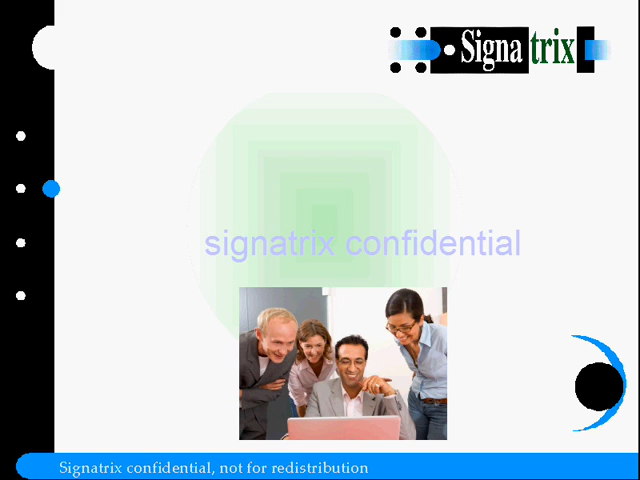 Signatrix
signatrix confidential
Signatrix confidential, not for redistribution